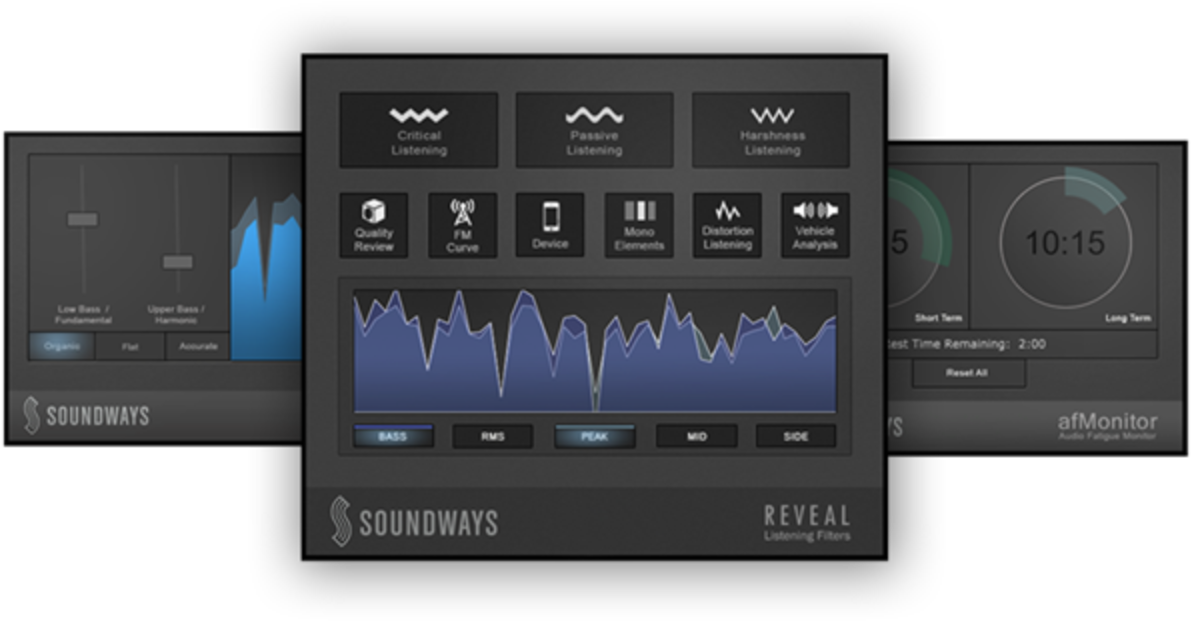 Low Bass /
Fundamental
Upper Bass /
Harmonic
Organic
Flat
Accurate
SOUNDWAYS
Critical
Listening
Passive
Listening
Harshness
Listening
Quality
Review
FM
Curve
Device
Mono
Elements
Distortion
Listening
Vehicle
Analysis
BASS
RMS
PEAK
MID
SIDE
SOUNDWAYS
REVEAL
Listening Filters
5
10:15
Short Term
Long Term
est Time Remaining: 2:00
Reset All
YS
afMonitor
Audio Fatigue Monitor